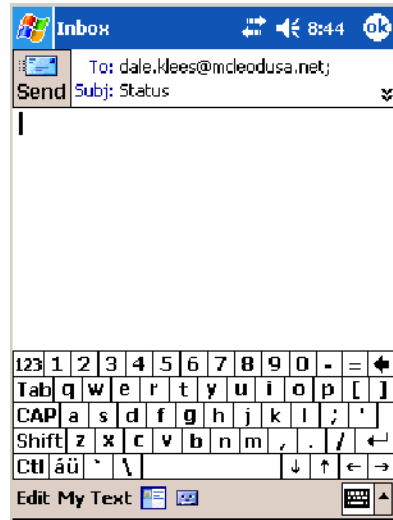 Inbox 8:44 ok
To: dale.klees@mcleodusa.net;
Send Subj: Status
123 1 2 3 4 5 6 7 8 9 0 - = ←
Tab q w e r t y u i o p [ ]
CAP a s d f g h j k l ; '
Shift z x c v b n m , . / ↵
Ctl áü ` \ ↓ ↑ ← →
Edit My Text